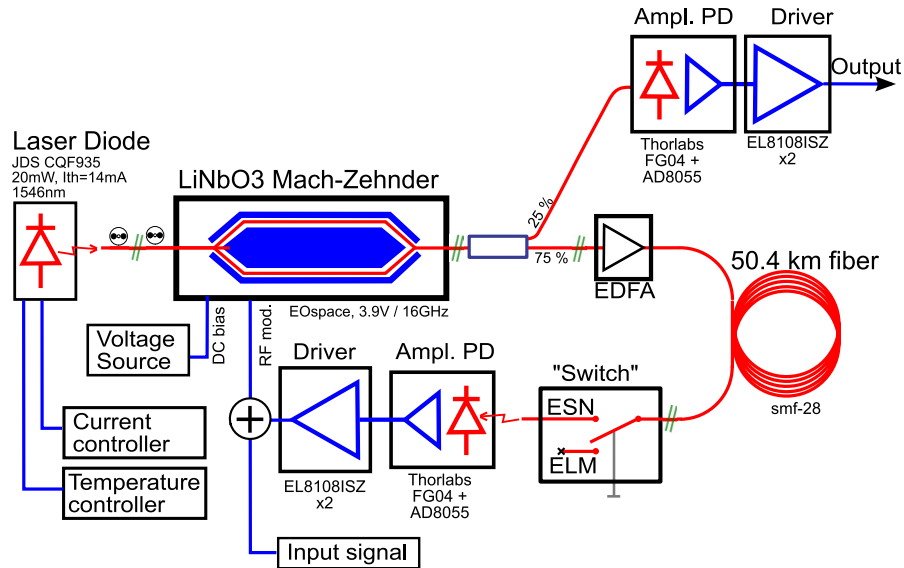 Ampl. PD
Driver
Output
Thorlabs
FG04 +
AD8055
EL8108ISZ
x2
Laser Diode
JDS CQF935
20mW, Ith=14mA
1546nm
LiNbO3 Mach-Zehnder
25 %
75 %
EDFA
50.4 km fiber
smf-28
EOspace, 3.9V / 16GHz
DC bias
RF mod.
Voltage
Source
Driver
Ampl. PD
"Switch"
ESN
ELM
EL8108ISZ
x2
Thorlabs
FG04 +
AD8055
Current
controller
Temperature
controller
Input signal